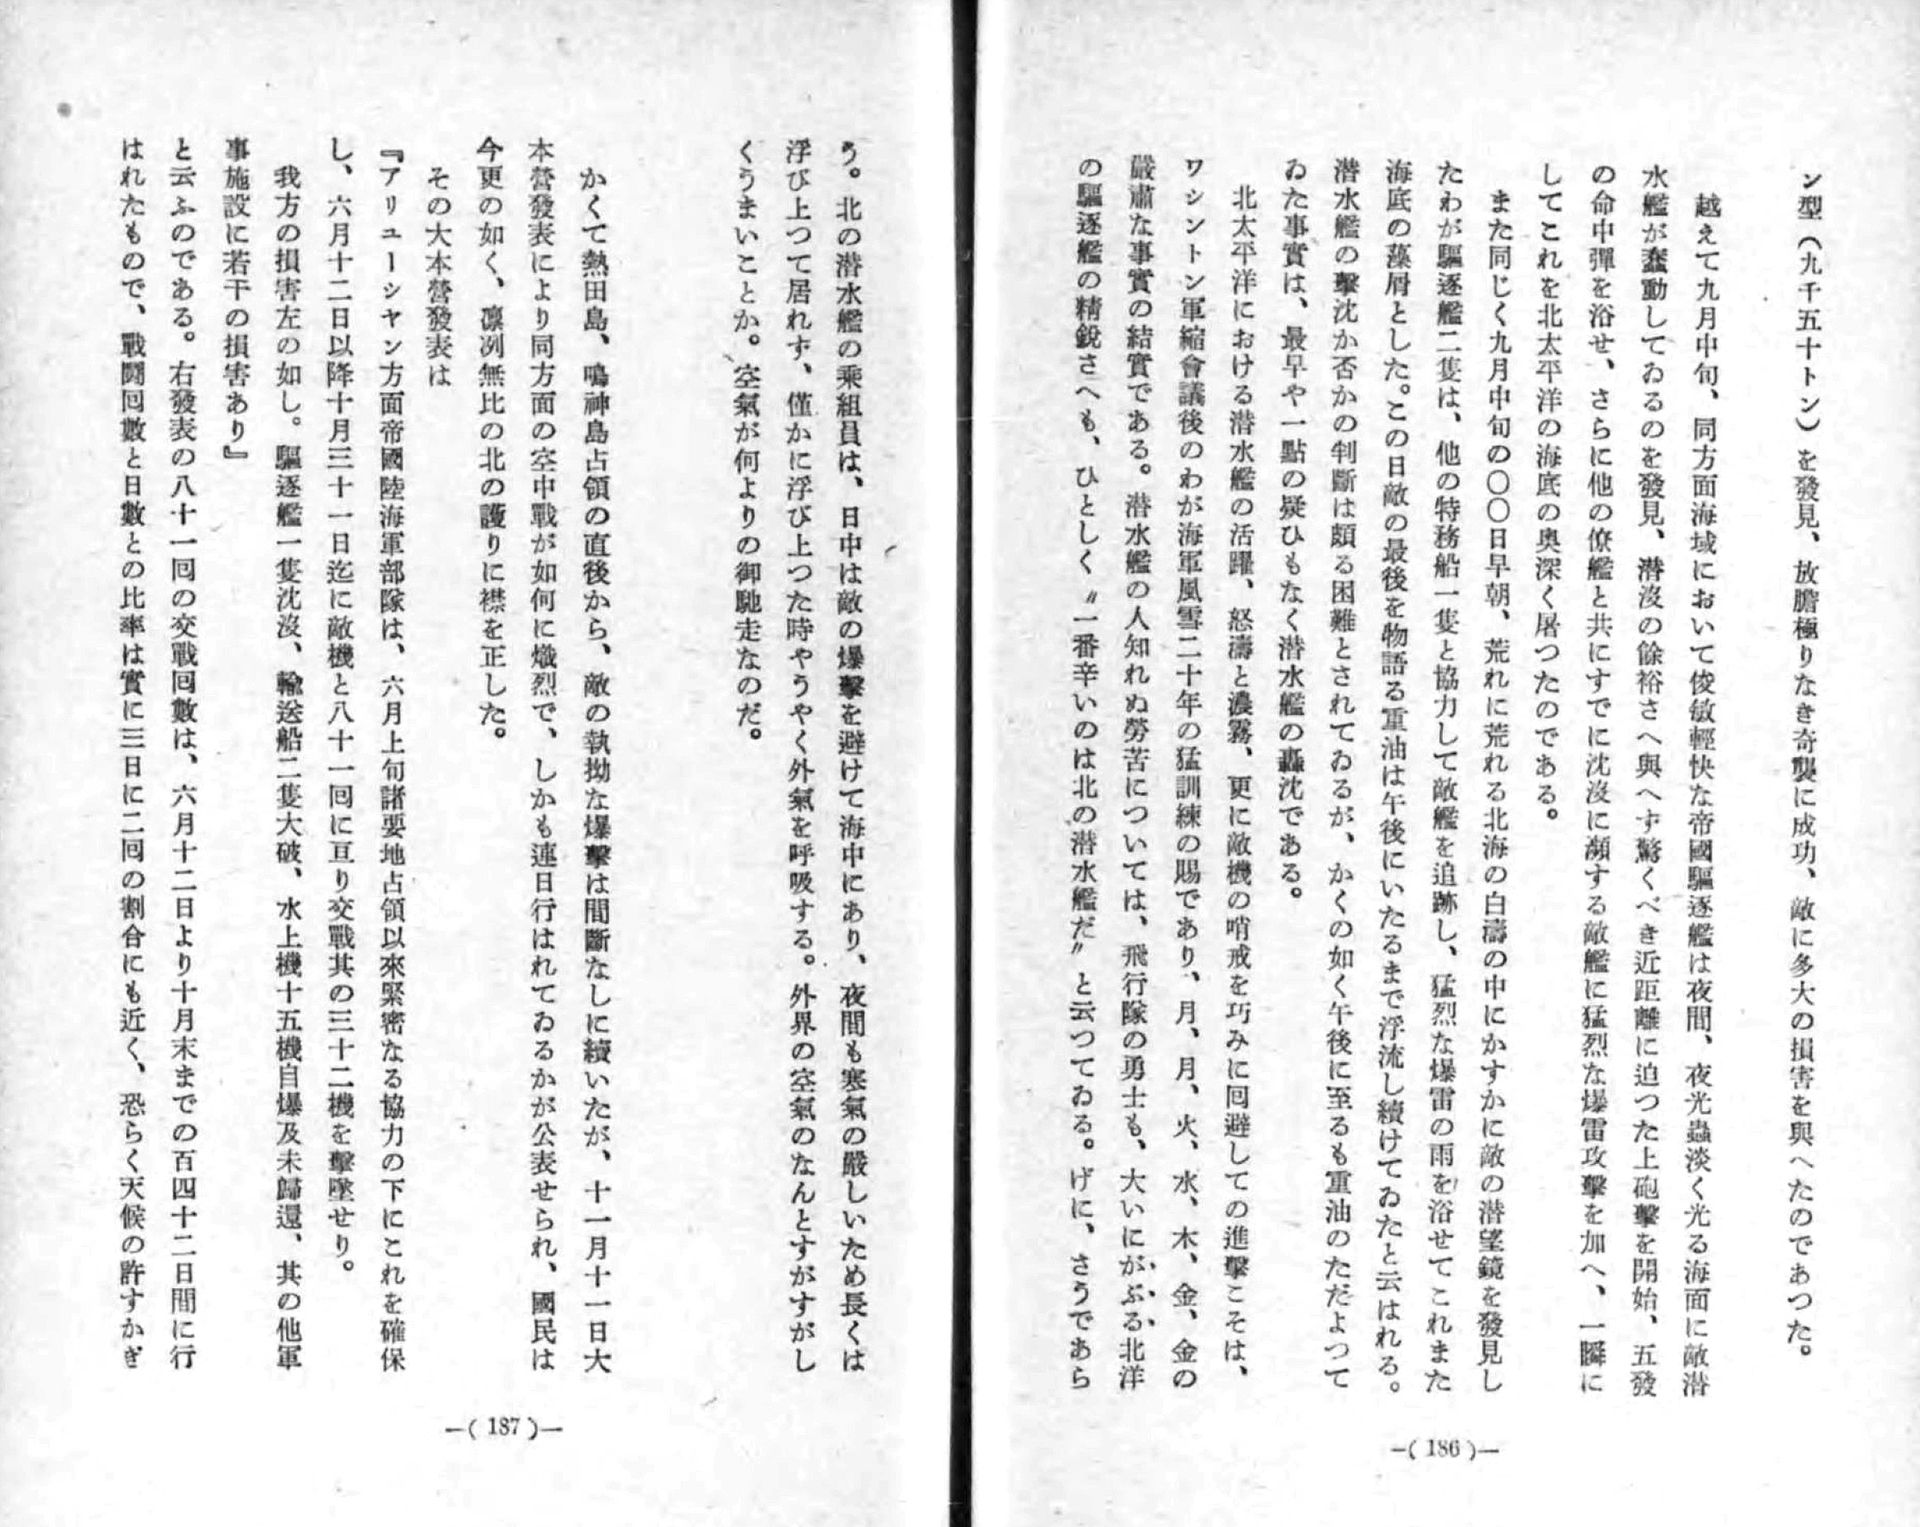 ン型（九千五十トン）を發見、放膽極りなき奇襲に成功、敵に多大の損害を與へたのであつた。
越えて九月中旬、同方面海域において俊敏輕快な帝國驅逐艦は夜間、夜光蟲淡く光る海面に敵潜
水艦が蠢動してゐるのを發見、潜沒の餘裕さへ與へず驚くべき近距離に迫つた上砲擊を開始、五發
の命中彈を浴せ、さらに他の僚艦と共にすでに沈沒に瀕する敵艦に猛烈な爆雷攻擊を加へ、一瞬に
してこれを北太平洋の海底の奥深く屠つたのである。
また同じく九月中旬の〇〇日早朝、荒れに荒れる北海の白濤の中にかすかに敵の潜望鏡を發見し
たわが驅逐艦二隻は、他の特務船一隻と協力して敵艦を追跡し、猛烈な爆雷の雨を浴せてこれまた
海底の藻屑とした。この日敵の最後を物語る重油は午後にいたるまで浮流し續けてゐたと云はれる。
潜水艦の擊沈か否かの判斷は頗る困難とされてゐるが、かくの如く午後に至るも重油のただよつて
ゐた事實は、最早や一點の疑ひもなく潜水艦の轟沈である。
北太平洋における潜水艦の活躍、怒濤と濃霧、更に敵機の哨戒を巧みに回避しての進擊こそは、
ワシントン軍縮會議後のわが海軍風雪二十年の猛訓練の賜であり、月、月、火、水、木、金、金の
嚴肅な事實の結實である。潜水艦の人知れぬ勞苦については、飛行隊の勇士も、大いにがぶる北洋
の驅逐艦の精銳さへも、ひとしく〝一番辛いのは北の潜水艦だ〟と云つてゐる。げに、さうであら
—( 186 )—
う。北の潜水艦の乘組員は、日中は敵の爆擊を避けて海中にあり、夜間も寒氣の嚴しいため長くは
浮び上つて居れず、僅かに浮び上つた時やうやく外氣を呼吸する。外界の空氣のなんとすがすがし
くうまいことか。空氣が何よりの御馳走なのだ。
かくて熱田島、鳴神島占領の直後から、敵の執拗な爆擊は間斷なしに續いたが、十一月十一日大
本營發表により同方面の空中戰が如何に熾烈で、しかも連日行はれてゐるかが公表せられ、國民は
今更の如く、凛冽無比の北の護りに襟を正した。
その大本營發表は
『アリューシャン方面帝國陸海軍部隊は、六月上旬諸要地占領以來緊密なる協力の下にこれを確保
し、六月十二日以降十月三十一日迄に敵機と八十一回に亘り交戰其の三十二機を擊墜せり。
我方の損害左の如し。驅逐艦一隻沈沒、輸送船二隻大破、水上機十五機自爆及未歸還、其の他軍
事施設に若干の損害あり』
と云ふのである。右發表の八十一回の交戰回數は、六月十二日より十月末までの百四十二日間に行
はれたもので、戰鬪回數と日數との比率は實に三日に二回の割合にも近く、恐らく天候の許すかぎ
—( 187 )—